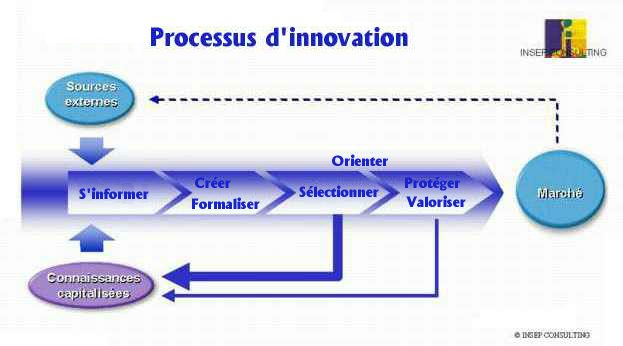 Processus d'innovation
INSEP CONSULTING
Sources
externes
Orienter
S'informer
Créer
Formaliser
Sélectionner
Protéger
Valoriser
Marché
Connaissances
capitalisées
© INSEP CONSULTING